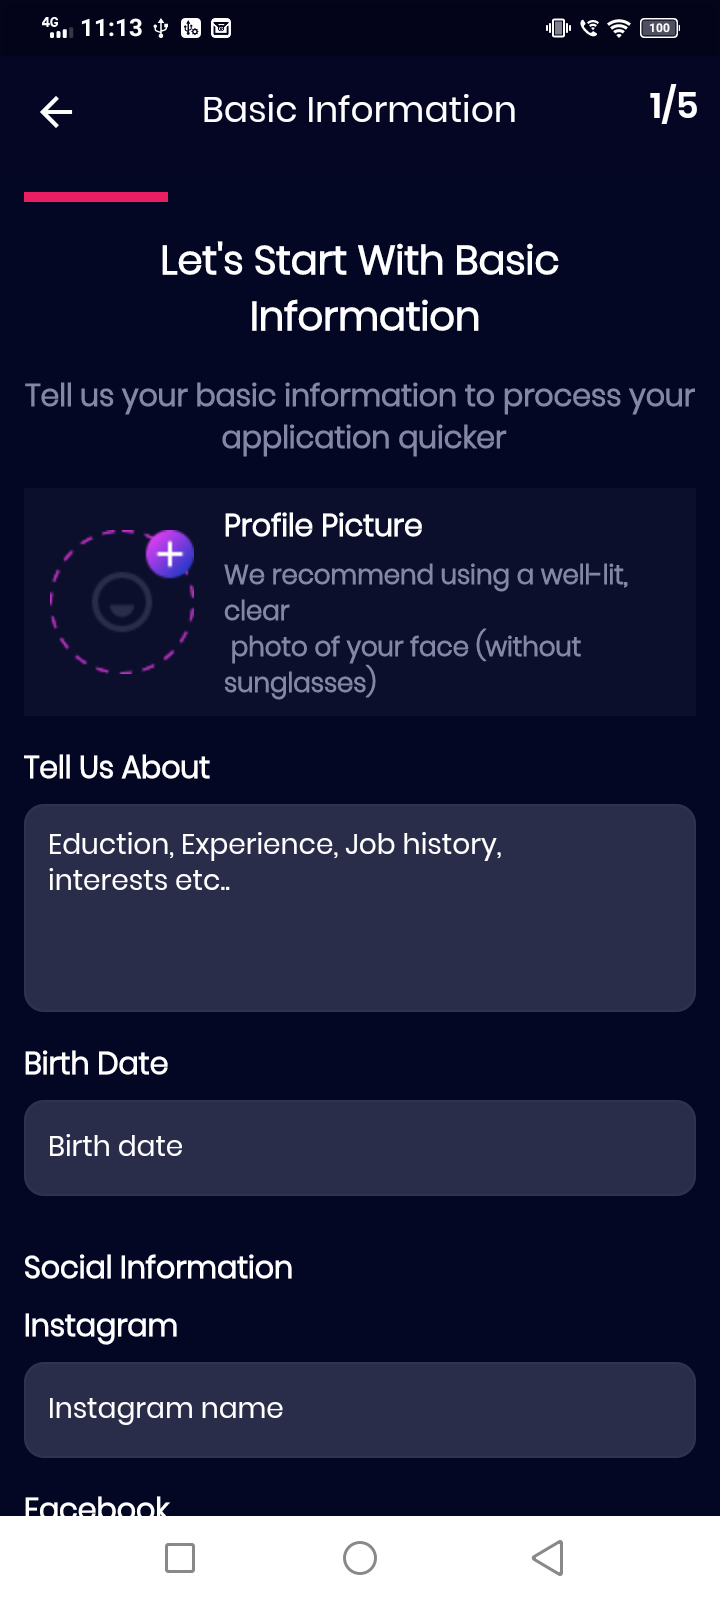 4G 11:13 100
Basic Information 1/5
Let's Start With Basic
Information
Tell us your basic information to process your
application quicker
Profile Picture
We recommend using a well-lit,
clear
photo of your face (without
sunglasses)
Tell Us About
Eduction, Experience, Job history,
interests etc..
Birth Date
Birth date
Social Information
Instagram
Instagram name
Facebook